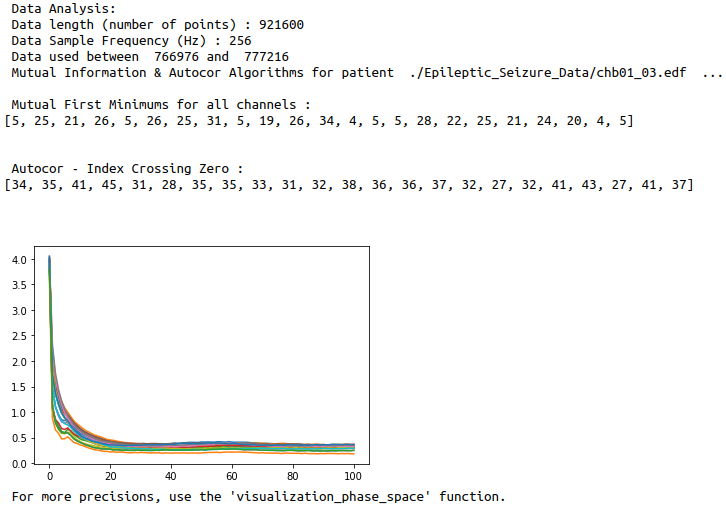 Data Analysis:
Data length (number of points) : 921600
Data Sample Frequency (Hz) : 256
Data used between  766976 and  777216
Mutual Information & Autocor Algorithms for patient  ./Epileptic_Seizure_Data/chb01_03.edf  ...
Mutual First Minimums for all channels :
[5, 25, 21, 26, 5, 26, 25, 31, 5, 19, 26, 34, 4, 5, 5, 28, 22, 25, 21, 24, 20, 4, 5]
Autocor - Index Crossing Zero :
[34, 35, 41, 45, 31, 28, 35, 35, 33, 31, 32, 38, 36, 36, 37, 32, 27, 32, 41, 43, 27, 41, 37]
4.0
3.5
3.0
2.5
2.0
1.5
1.0
0.5
0.0
0 20 40 60 80 100
For more precisions, use the 'visualization_phase_space' function.